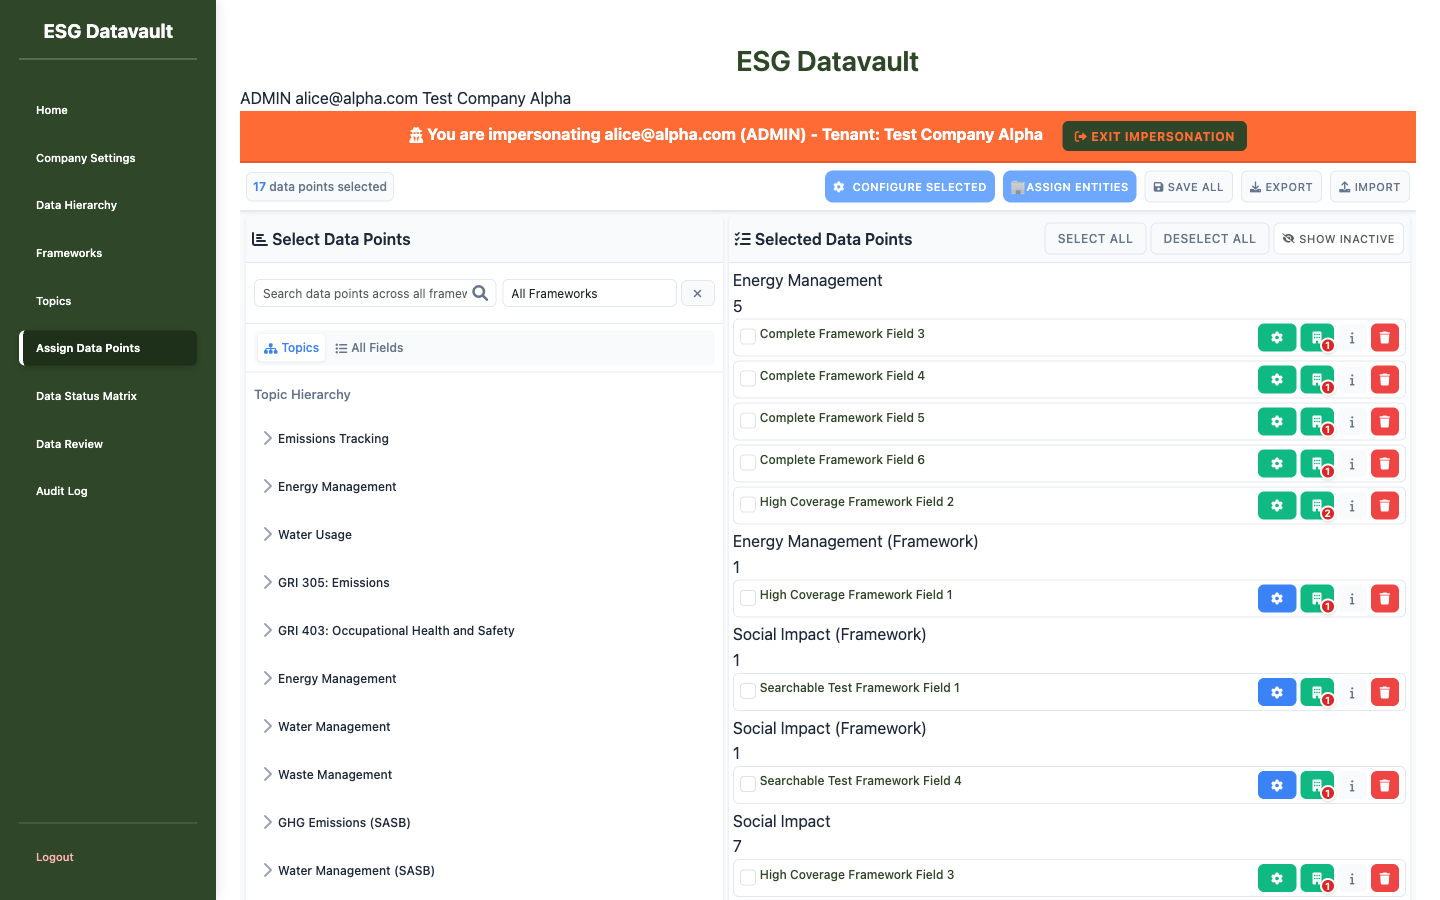 ESG Datavault
Home
Company Settings
Data Hierarchy
Frameworks
Topics
Assign Data Points
Data Status Matrix
Data Review
Audit Log
Logout
ESG Datavault
ADMIN alice@alpha.com Test Company Alpha
You are impersonating alice@alpha.com (ADMIN) - Tenant: Test Company Alpha
EXIT IMPERSONATION
17 data points selected
CONFIGURE SELECTED
ASSIGN ENTITIES
SAVE ALL
EXPORT
IMPORT
Select Data Points
Search data points across all framew
All Frameworks
Topics
All Fields
Topic Hierarchy
Emissions Tracking
Energy Management
Water Usage
GRI 305: Emissions
GRI 403: Occupational Health and Safety
Energy Management
Water Management
Waste Management
GHG Emissions (SASB)
Water Management (SASB)
Selected Data Points
SELECT ALL
DESELECT ALL
SHOW INACTIVE
Energy Management
5
Complete Framework Field 3
1
Complete Framework Field 4
1
Complete Framework Field 5
1
Complete Framework Field 6
1
High Coverage Framework Field 2
2
Energy Management (Framework)
1
High Coverage Framework Field 1
1
Social Impact (Framework)
1
Searchable Test Framework Field 1
1
Social Impact (Framework)
1
Searchable Test Framework Field 4
1
Social Impact
7
High Coverage Framework Field 3
1